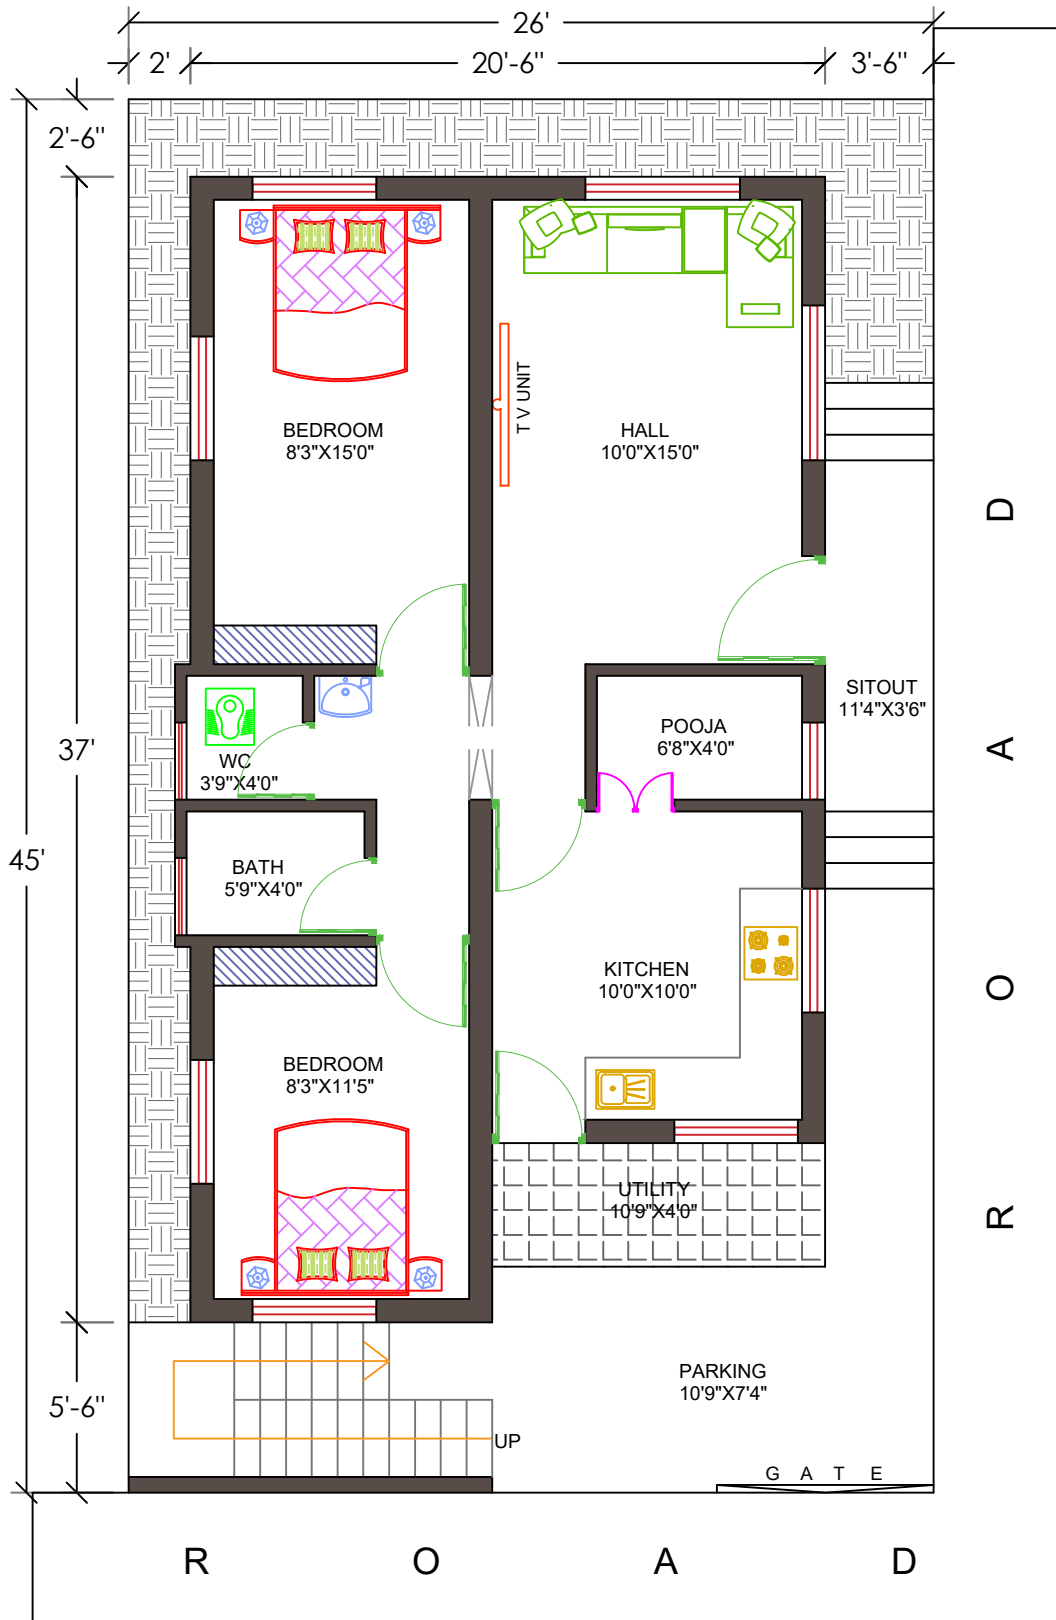 26'
2'
20'-6"
3'-6"
2'-6"
BEDROOM
8'3"X15'0"
T V UNIT
HALL
10'0"X15'0"
D
SITOUT
11'4"X3'6"
POOJA
6'8"X4'0"
A
37'
WC
3'9"X4'0"
45'
BATH
5'9"X4'0"
KITCHEN
10'0"X10'0"
O
BEDROOM
8'3"X11'5"
UTILITY
10'9"X4'0"
R
PARKING
10'9"X7'4"
5'-6"
UP
G A T E
R O A D